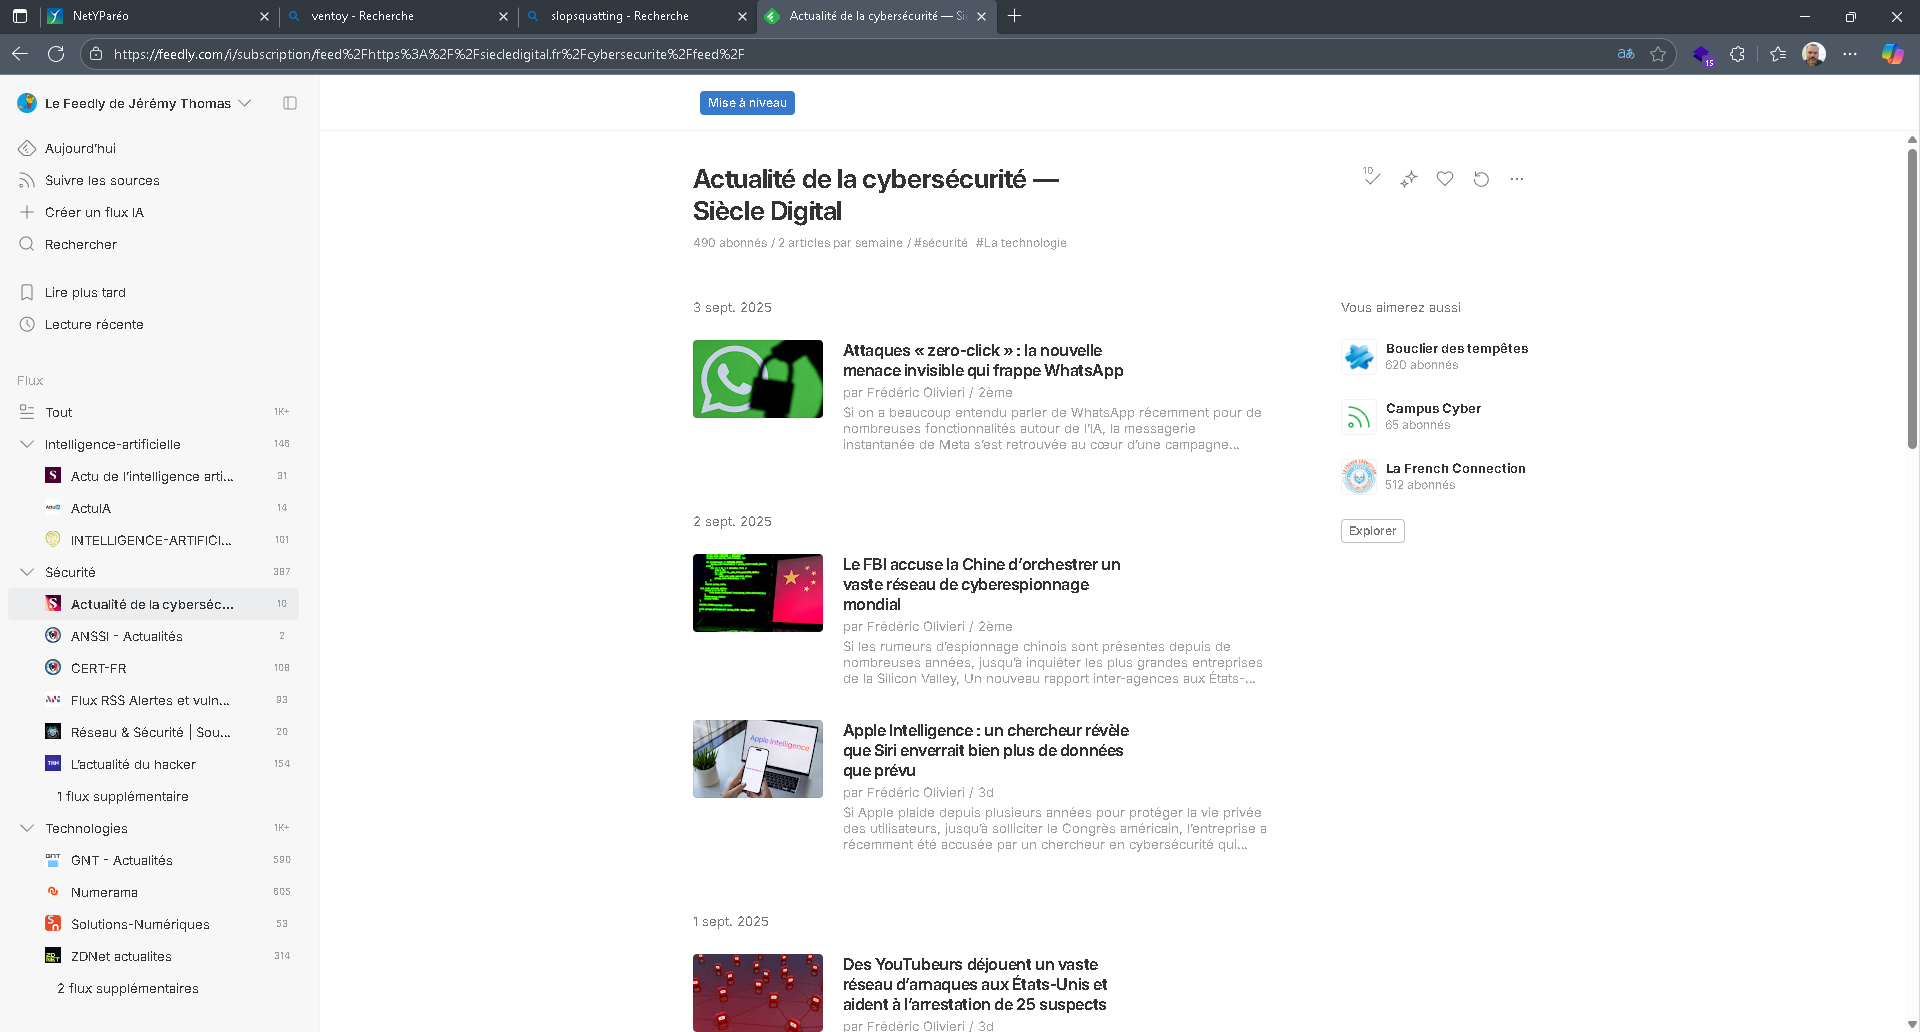 NetYParéo
ventoy - Recherche
slopsquatting - Recherche
Actualité de la cybersécurité — Si
https://feedly.com/i/subscription/feed%2Fhttps%3A%2F%2Fsiecledigital.fr%2Fcybersecurite%2Ffeed%2F
15
Le Feedly de Jérémy Thomas
Aujourd'hui
Suivre les sources
Créer un flux IA
Rechercher
Lire plus tard
Lecture récente
Flux
Tout 1K+
Intelligence-artificielle 146
Actu de l'intelligence arti... 31
ActuIA 14
INTELLIGENCE-ARTIFICI... 101
Sécurité 387
Actualité de la cyberséc... 10
ANSSI - Actualités 2
CERT-FR 108
Flux RSS Alertes et vuln... 93
Réseau & Sécurité | Sou... 20
L'actualité du hacker 154
1 flux supplémentaire
Technologies 1K+
GNT - Actualités 590
Numerama 605
Solutions-Numériques 53
ZDNet actualites 314
2 flux supplémentaires
Mise à niveau
Actualité de la cybersécurité —
Siècle Digital
10
490 abonnés / 2 articles par semaine / #sécurité #La technologie
3 sept. 2025
Attaques « zero-click » : la nouvelle
menace invisible qui frappe WhatsApp
par Frédéric Olivieri / 2ème
Si on a beaucoup entendu parler de WhatsApp récemment pour de
nombreuses fonctionnalités autour de l'IA, la messagerie
instantanée de Meta s'est retrouvée au cœur d'une campagne...
2 sept. 2025
Le FBI accuse la Chine d'orchestrer un
vaste réseau de cyberespionnage
mondial
par Frédéric Olivieri / 2ème
Si les rumeurs d'espionnage chinois sont présentes depuis de
nombreuses années, jusqu'à inquiéter les plus grandes entreprises
de la Silicon Valley, Un nouveau rapport inter-agences aux États-...
Apple Intelligence
Apple Intelligence : un chercheur révèle
que Siri enverrait bien plus de données
que prévu
par Frédéric Olivieri / 3d
Si Apple plaide depuis plusieurs années pour protéger la vie privée
des utilisateurs, jusqu'à solliciter le Congrès américain, l'entreprise a
récemment été accusée par un chercheur en cybersécurité qui...
1 sept. 2025
Des YouTubeurs déjouent un vaste
réseau d'arnaques aux États-Unis et
aident à l'arrestation de 25 suspects
par Frédéric Olivieri / 3d
Vous aimerez aussi
Bouclier des tempêtes
620 abonnés
Campus Cyber
65 abonnés
La French Connection
512 abonnés
Explorer